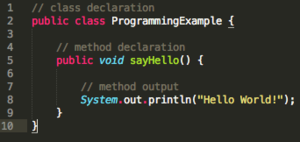 1 // class declaration
2 public class ProgrammingExample {
3
4 // method declaration
5 public void sayHello() {
6
7 // method output
8 System.out.println("Hello World!");
9 }
10 }